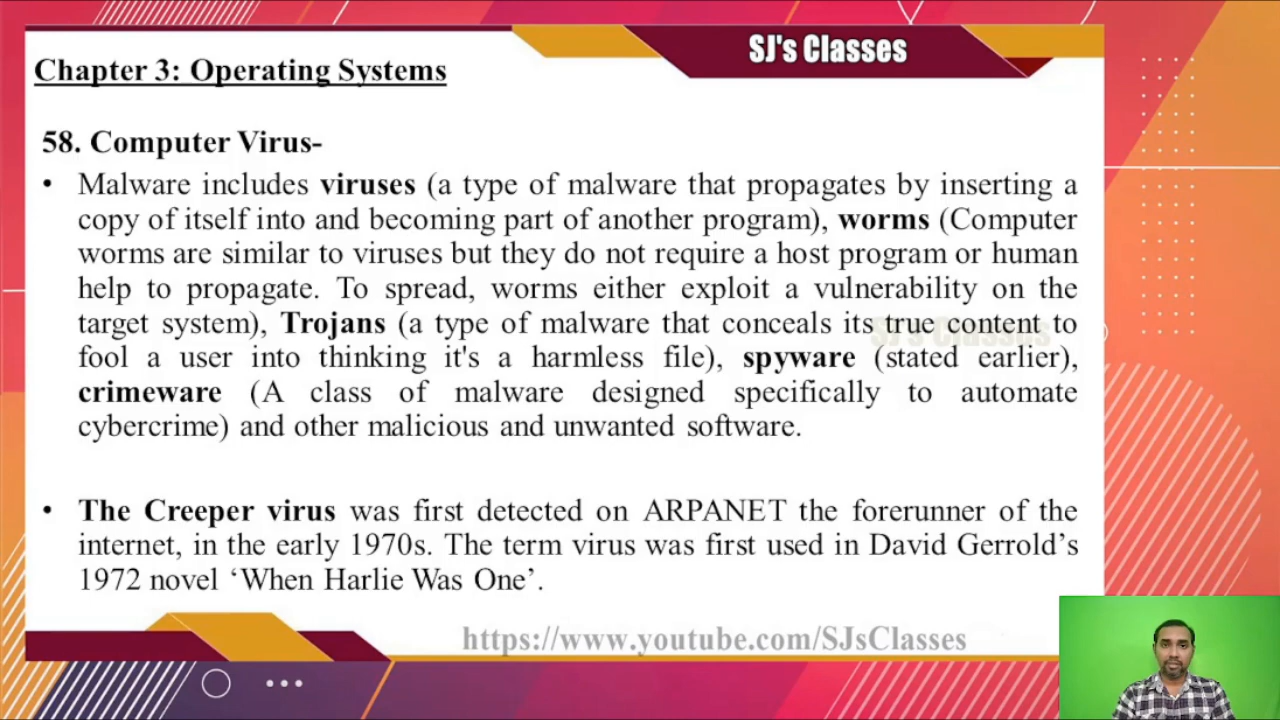 SJ's Classes
Chapter 3: Operating Systems
58. Computer Virus-
• Malware includes viruses (a type of malware that propagates by inserting a
copy of itself into and becoming part of another program), worms (Computer
worms are similar to viruses but they do not require a host program or human
help to propagate. To spread, worms either exploit a vulnerability on the
target system), Trojans (a type of malware that conceals its true content to
fool a user into thinking it's a harmless file), spyware (stated earlier),
crimeware (A class of malware designed specifically to automate
cybercrime) and other malicious and unwanted software.
• The Creeper virus was first detected on ARPANET the forerunner of the
internet, in the early 1970s. The term virus was first used in David Gerrold’s
1972 novel ‘When Harlie Was One’.
SJ's Classes
https://www.youtube.com/SJsClasses